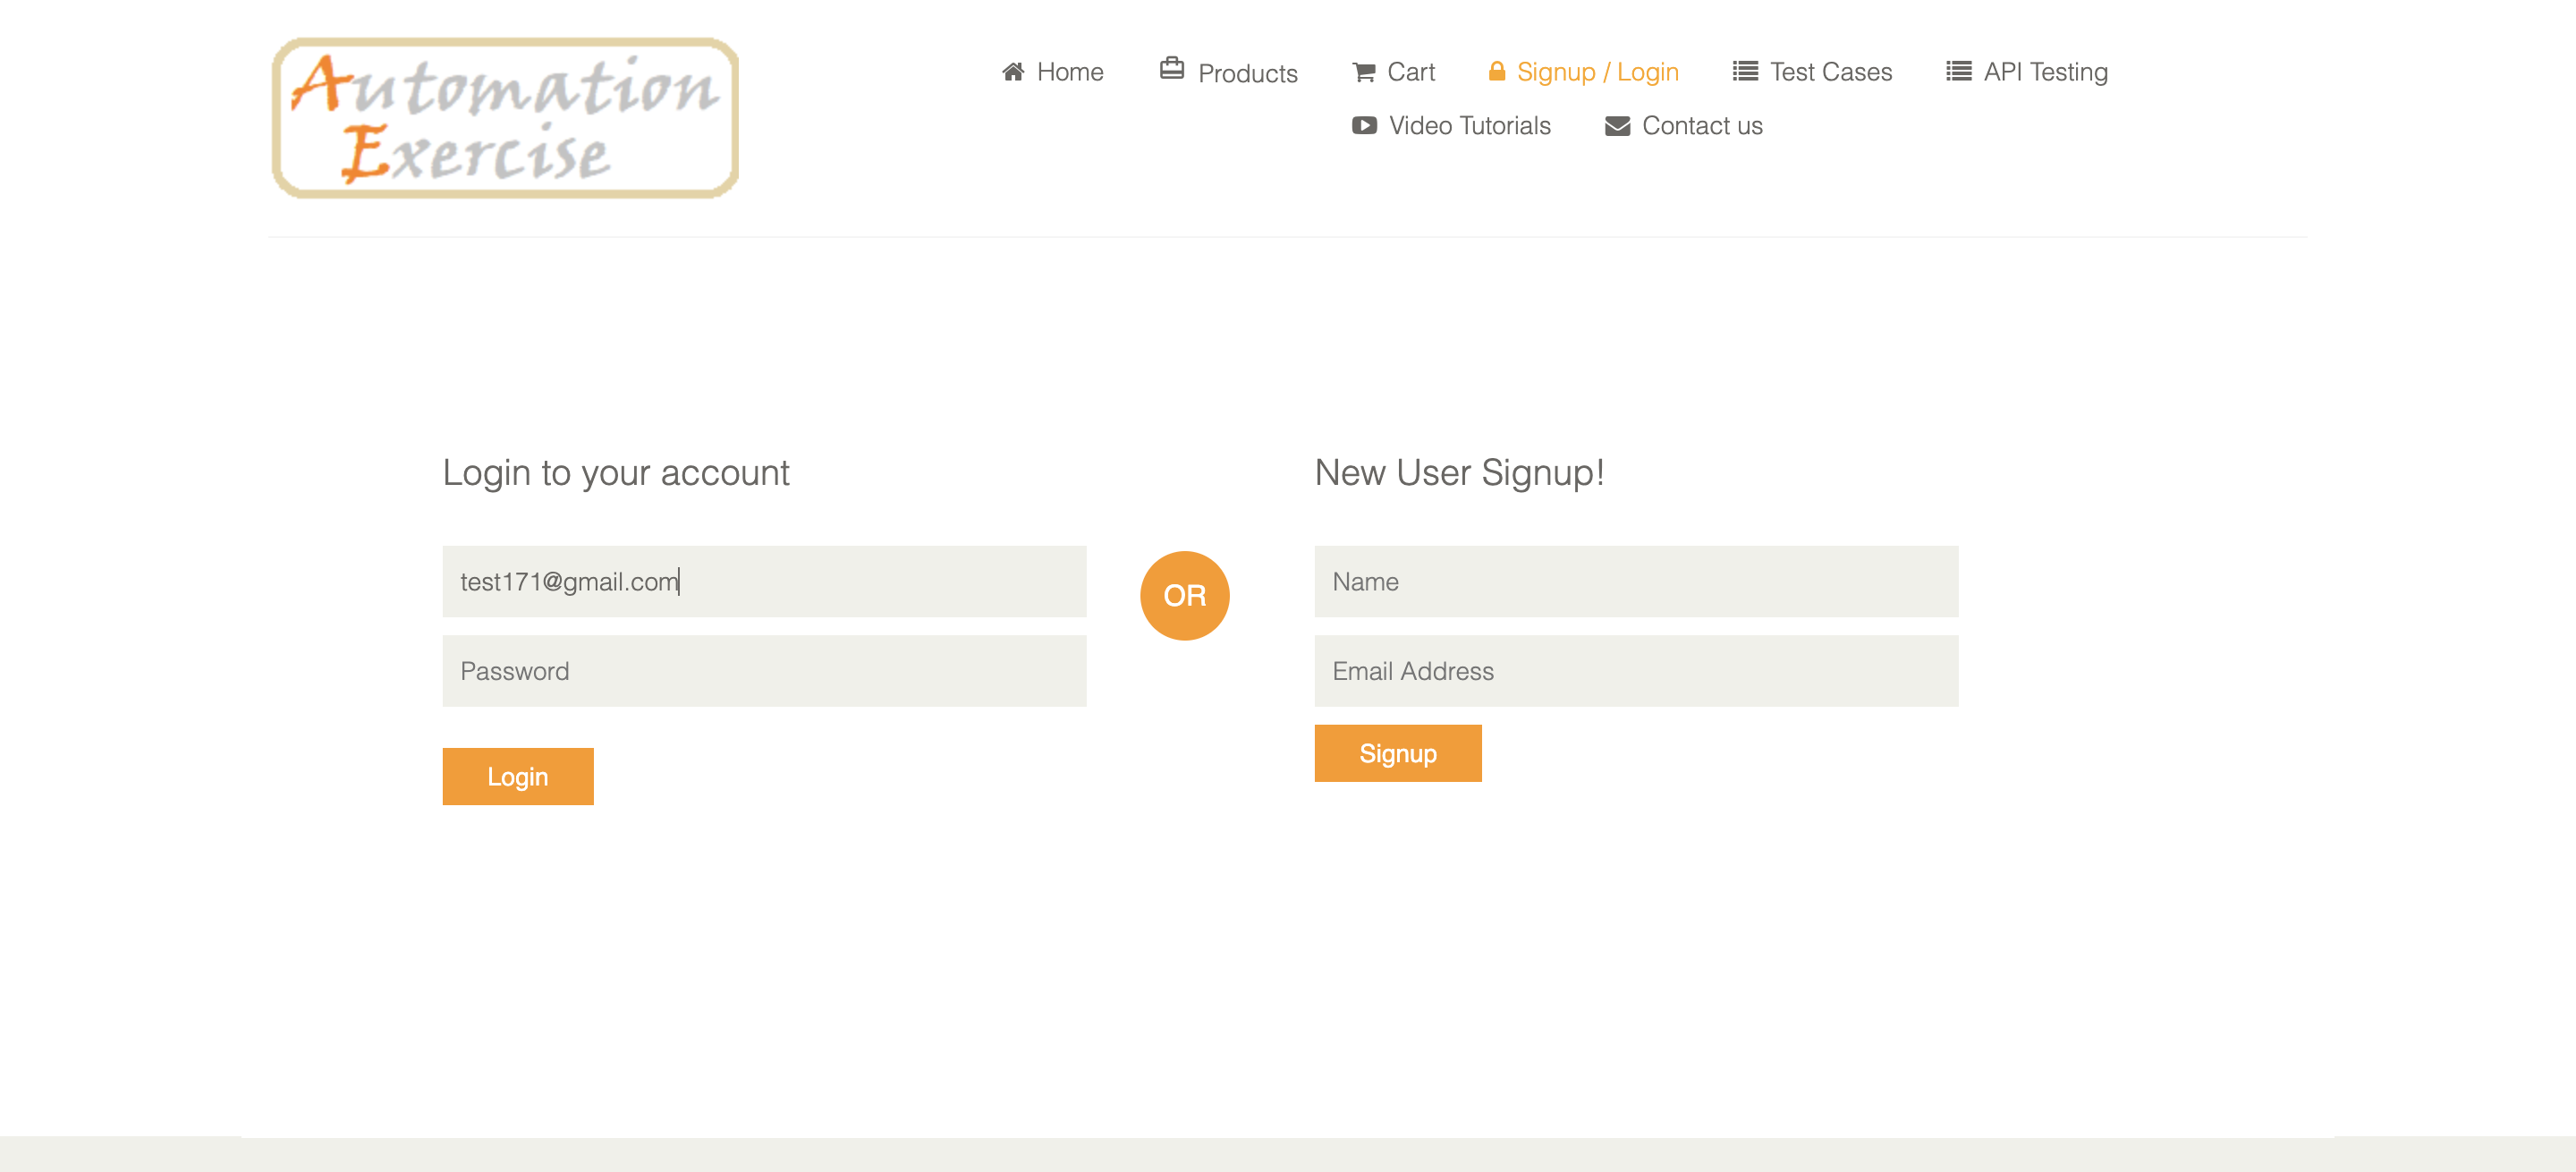 Automation
Exercise
Home Products Cart Signup / Login Test Cases API Testing
Video Tutorials Contact us
Login to your account
test171@gmail.com
Password
Login
OR
New User Signup!
Name
Email Address
Signup